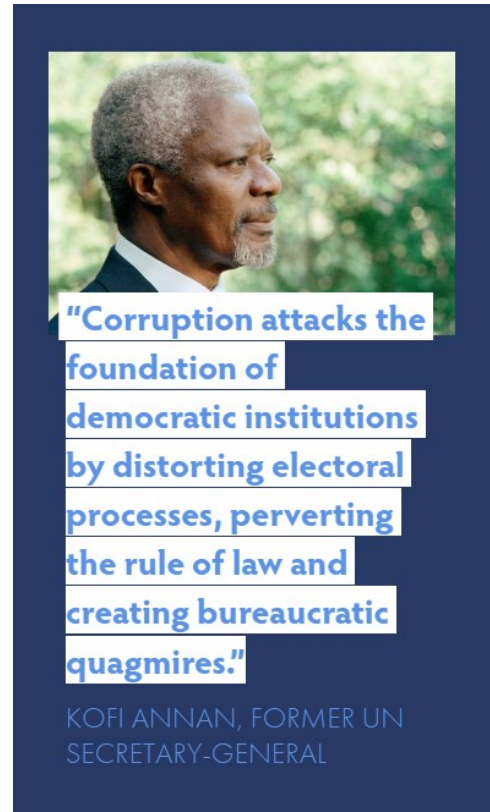 “Corruption attacks the
foundation of
democratic institutions
by distorting electoral
processes, perverting
the rule of law and
creating bureaucratic
quagmires.”
KOFI ANNAN, FORMER UN
SECRETARY-GENERAL